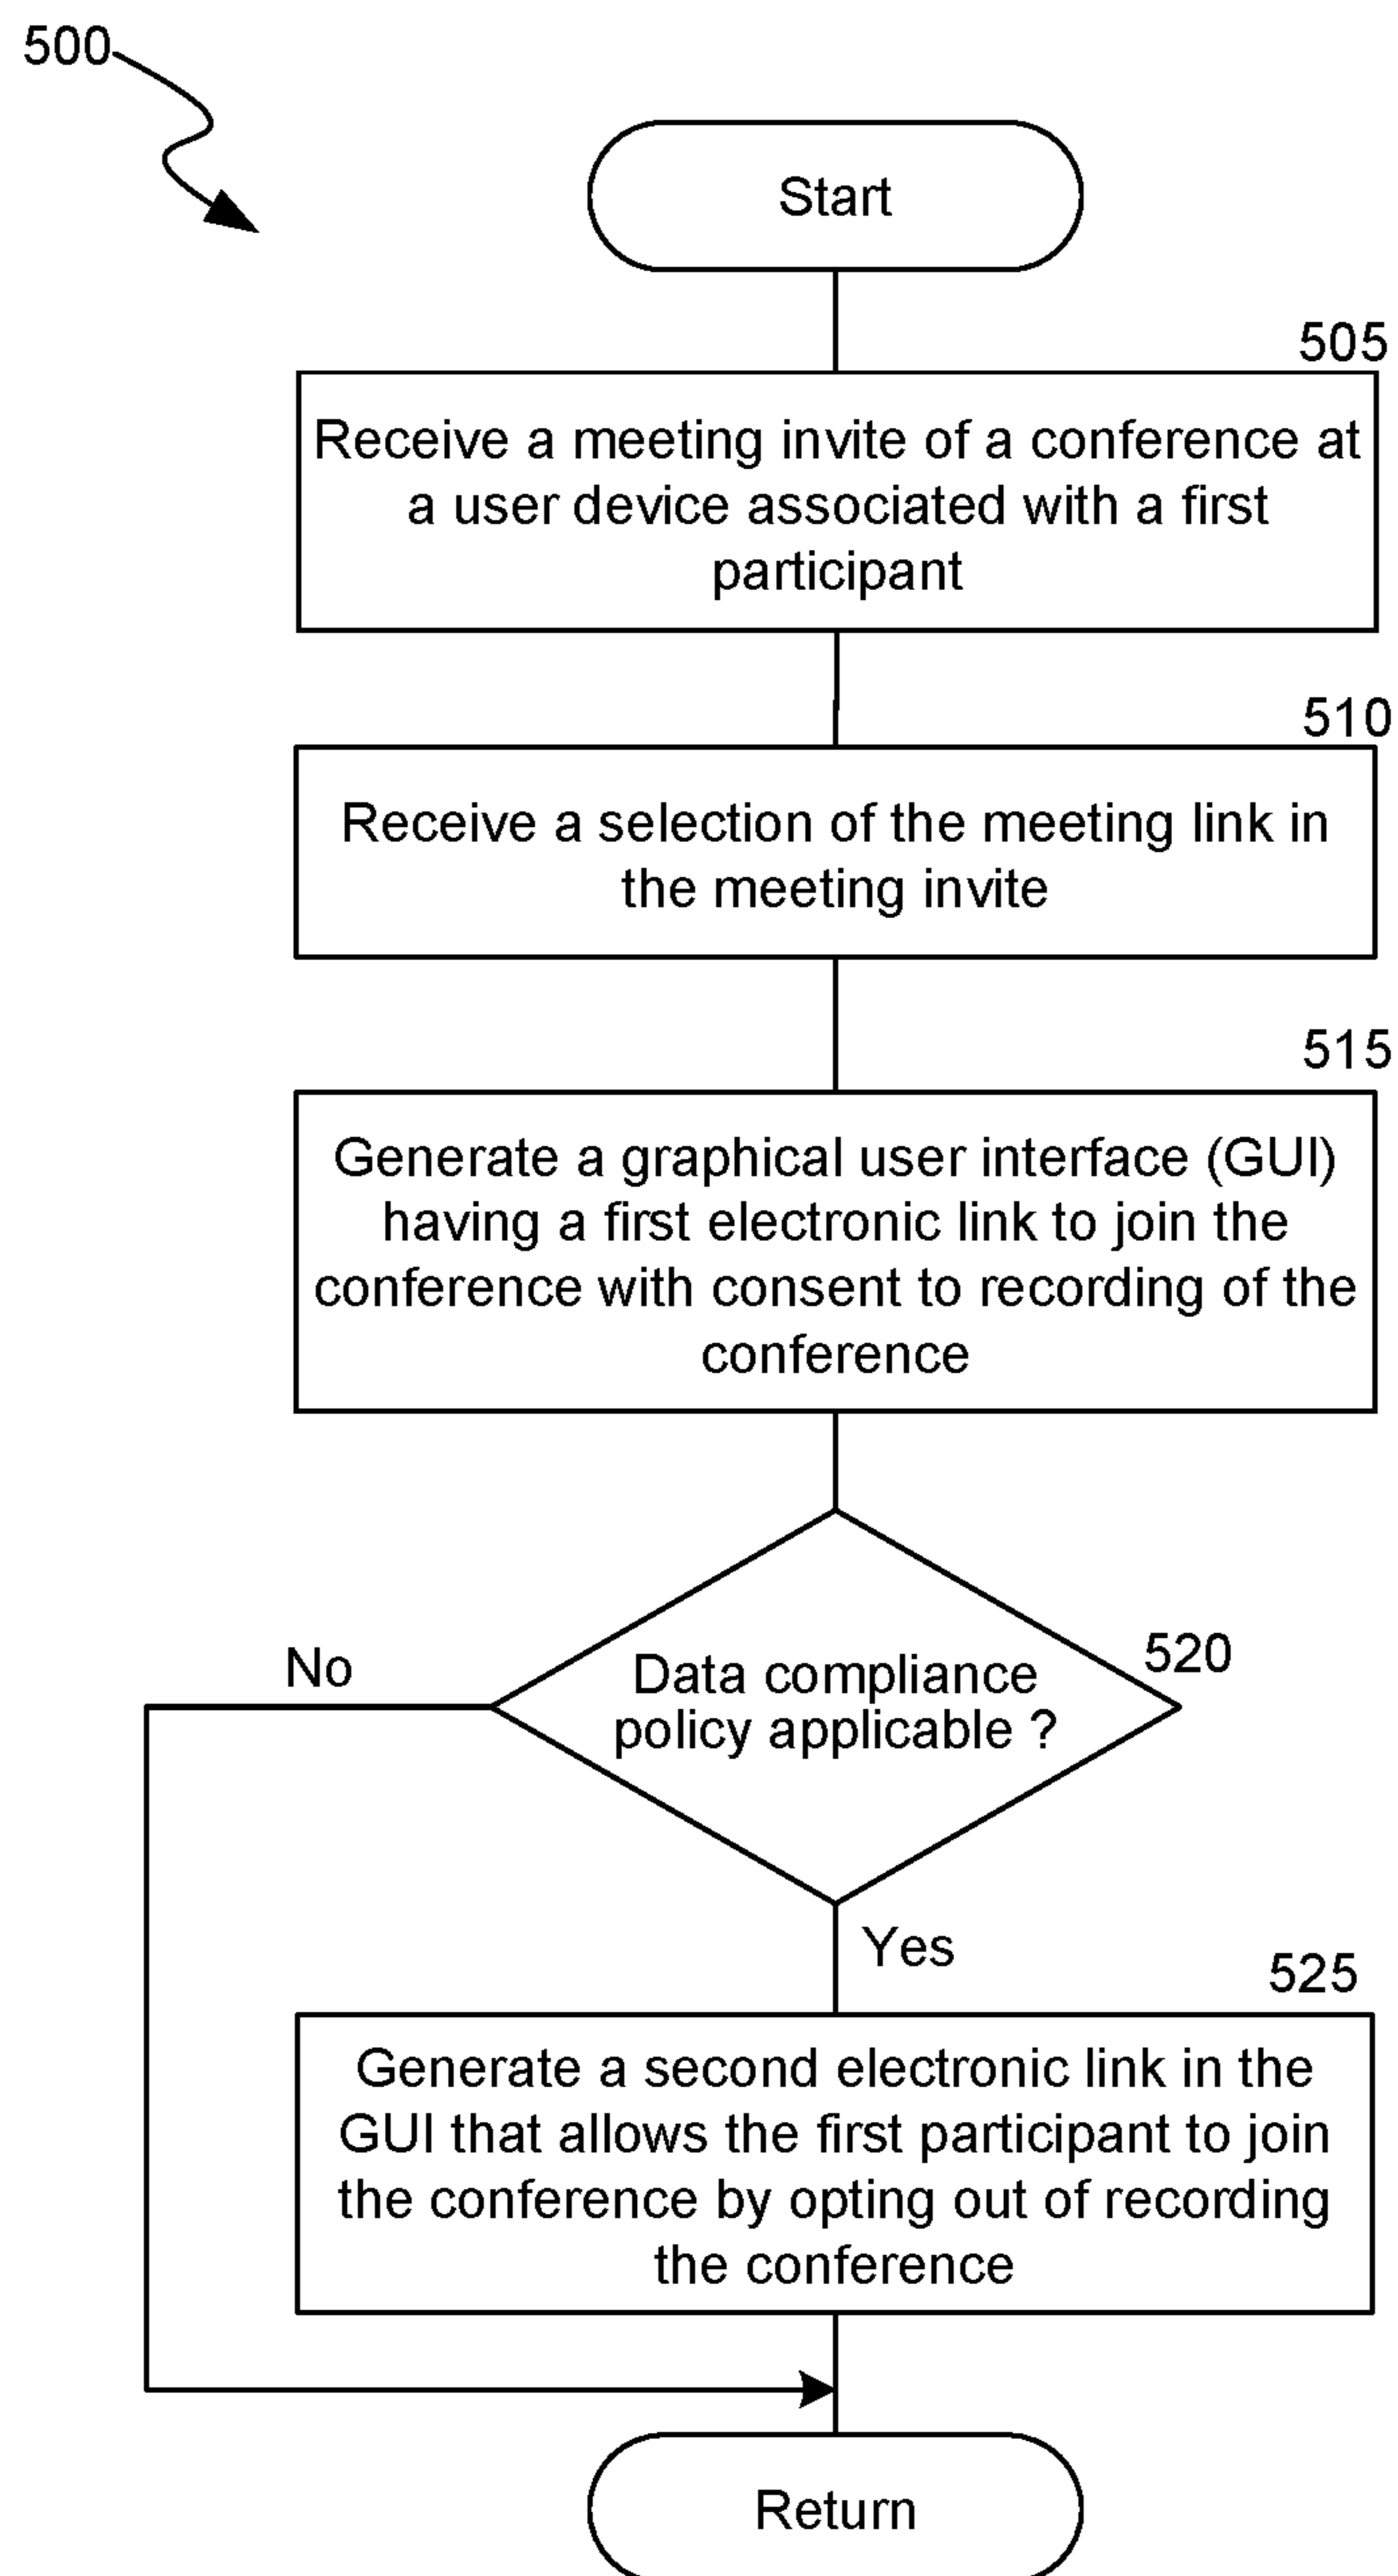 500
Start
505
Receive a meeting invite of a conference at
a user device associated with a first
participant
510
Receive a selection of the meeting link in
the meeting invite
515
Generate a graphical user interface (GUI)
having a first electronic link to join the
conference with consent to recording of the
conference
520
Data compliance
policy applicable ?
No
Yes
525
Generate a second electronic link in the
GUI that allows the first participant to join
the conference by opting out of recording
the conference
Return